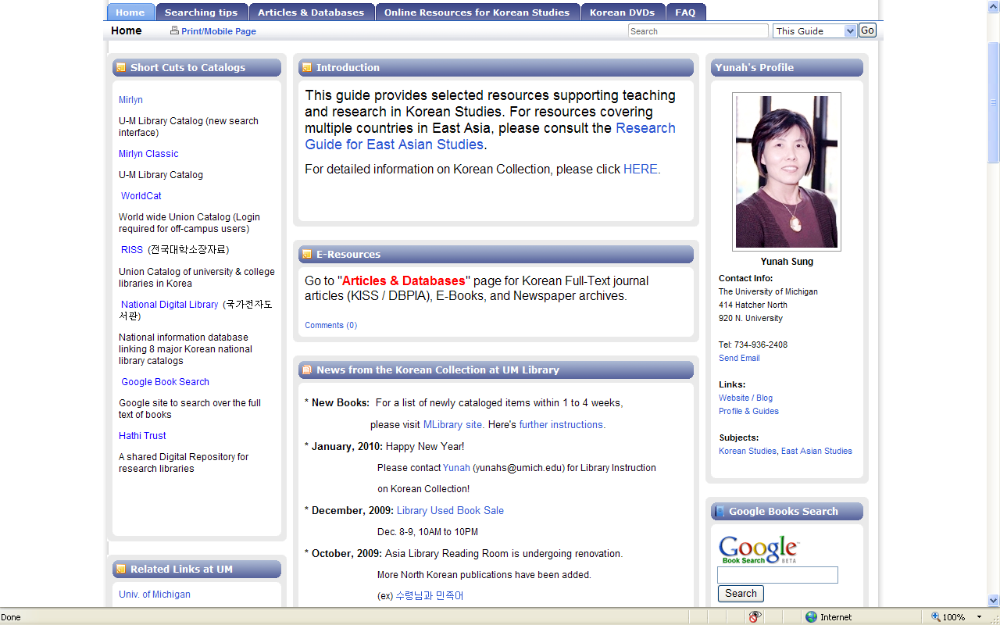 Home
Searching tips
Articles & Databases
Online Resources for Korean Studies
Korean DVDs
FAQ
Home
Print/Mobile Page
Search
This Guide
Go
Short Cuts to Catalogs
Mirlyn
U-M Library Catalog (new search
interface)
Mirlyn Classic
U-M Library Catalog
WorldCat
World wide Union Catalog (Login
required for off-campus users)
RISS (전국대학소장자료)
Union Catalog of university & college
libraries in Korea
National Digital Library (국가전자도
서관)
National information database
linking 8 major Korean national
library catalogs
Google Book Search
Google site to search over the full
text of books
Hathi Trust
A shared Digital Repository for
research libraries
Related Links at UM
Univ. of Michigan
Introduction
This guide provides selected resources supporting teaching
and research in Korean Studies. For resources covering
multiple countries in East Asia, please consult the Research
Guide for East Asian Studies.
For detailed information on Korean Collection, please click HERE.
E-Resources
Go to "Articles & Databases" page for Korean Full-Text journal
articles (KISS / DBPIA), E-Books, and Newspaper archives.
Comments (0)
News from the Korean Collection at UM Library
* New Books: For a list of newly cataloged items within 1 to 4 weeks,
please visit MLibrary site. Here's further instructions.
* January, 2010: Happy New Year!
Please contact Yunah (yunahs@umich.edu) for Library Instruction
on Korean Collection!
* December, 2009: Library Used Book Sale
Dec. 8-9, 10AM to 10PM
* October, 2009: Asia Library Reading Room is undergoing renovation.
More North Korean publications have been added.
(ex) 수령님과 민족어
Yunah's Profile
Yunah Sung
Contact Info:
The University of Michigan
414 Hatcher North
920 N. University
Tel: 734-936-2408
Send Email
Links:
Website / Blog
Profile & Guides
Subjects:
Korean Studies, East Asian Studies
Google Books Search
Google™
Book Search BETA
Search
Done
Internet
100%